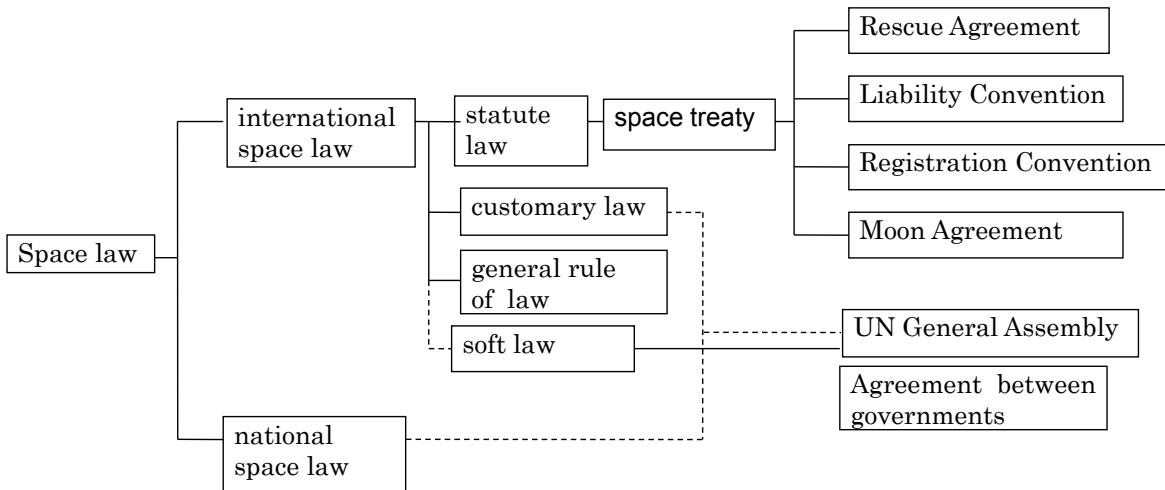 Rescue Agreement
Liability Convention
international
space law
statute
law
space treaty
Registration Convention
customary law
Moon Agreement
Space law
general rule
of law
UN General Assembly
soft law
Agreement between
governments
national
space law